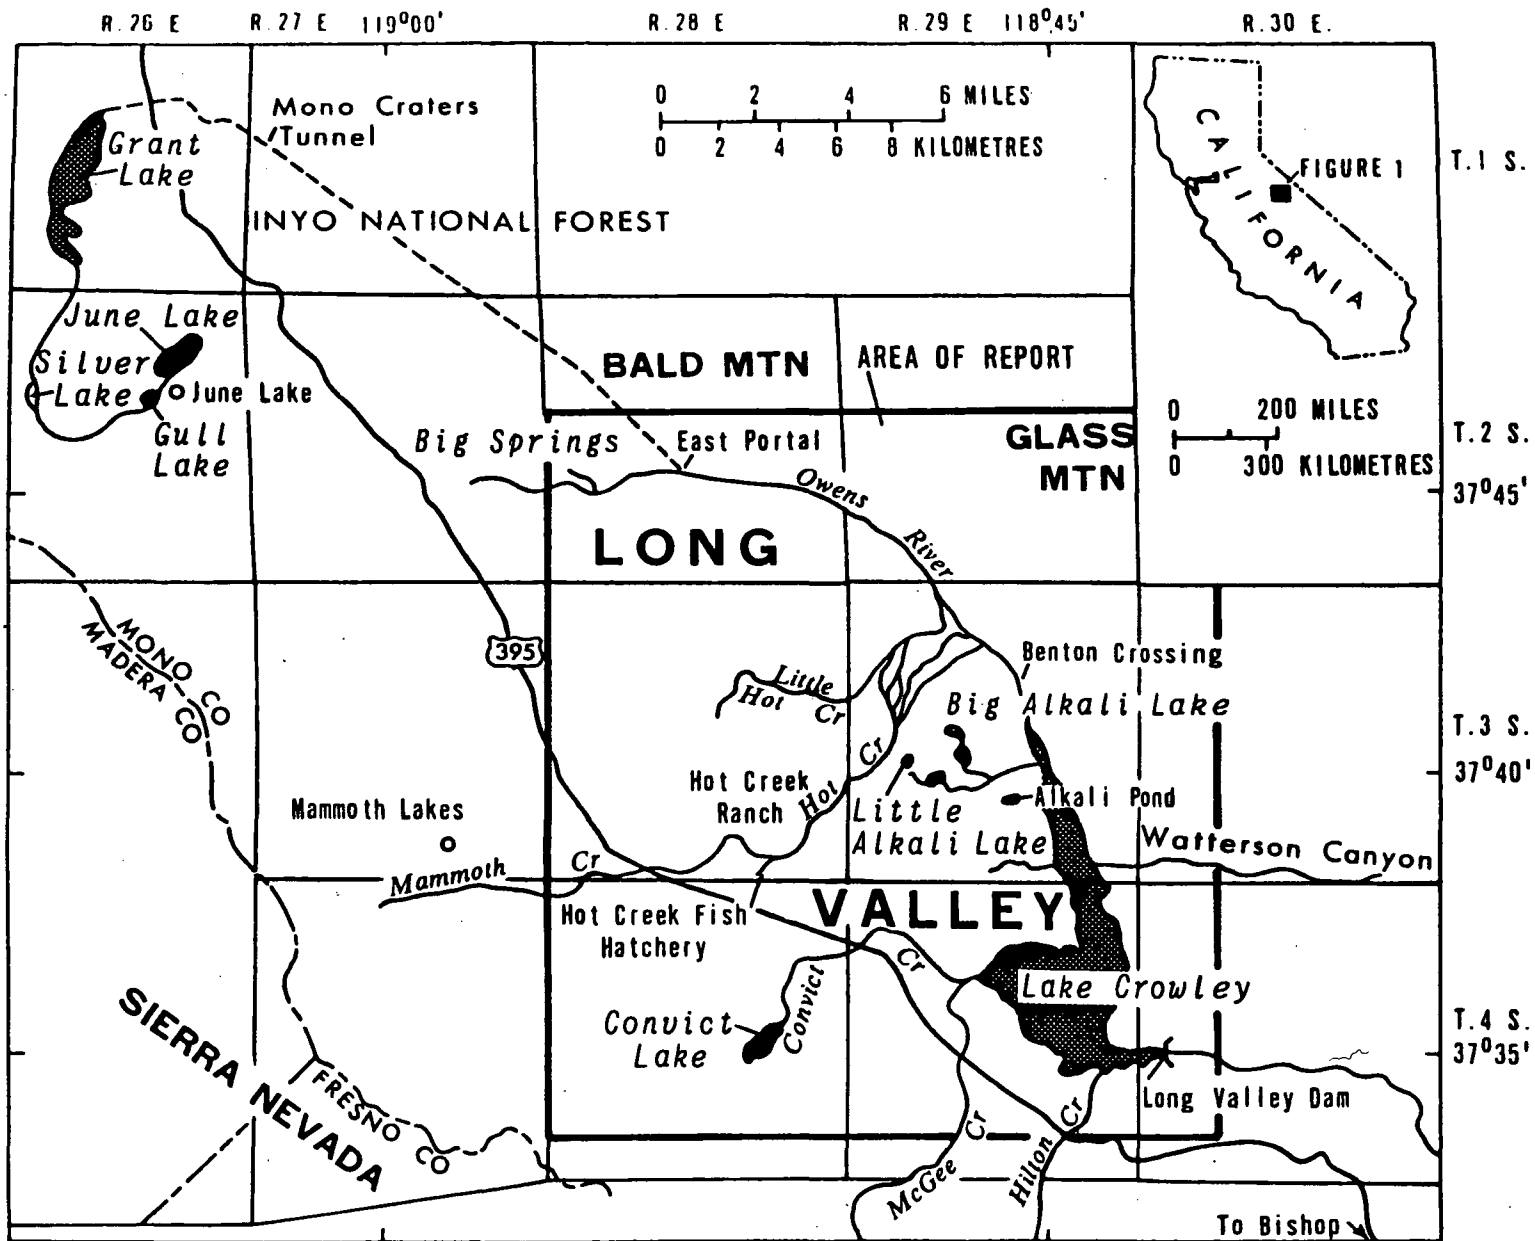 R.26 E R.27 E 119°00' R.28 E R.29 E 118°45' R.30 E.
0 2 4 6 MILES
0 2 4 6 8 KILOMETRES
Mono Craters
Tunnel
Grant
Lake
CALIFORNIA
FIGURE 1
T.1 S.
INYO NATIONAL FOREST
June Lake
Silver
Lake
June Lake
Gull
Lake
BALD MTN
AREA OF REPORT
0 200 MILES
0 300 KILOMETRES
GLASS
MTN
T.2 S.
37°45'
Big Springs
East Portal
Owens
River
LONG
395
MONO CO
MADERA CO
Benton Crossing
Little
Hot Cr
Big Alkali Lake
T.3 S.
37°40'
Hot Creek
Ranch
Hot Cr
Alkali Pond
Little
Alkali Lake
Mammoth Lakes
Watterson Canyon
Mammoth Cr
VALLEY
Hot Creek Fish
Hatchery
Convict Cr
Lake Crowley
Convict
Lake
T.4 S.
37°35'
SIERRA NEVADA
FRESNO CO
Long Valley Dam
McGee Cr
Hilton Cr
To Bishop